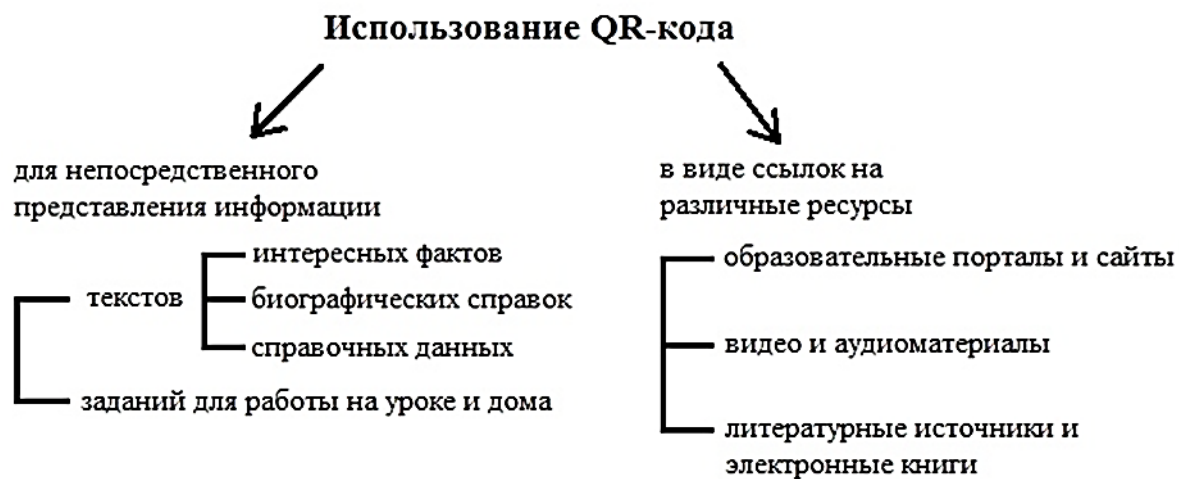 Использование QR-кода
для непосредственного
представления информации
текстов
интересных фактов
биографических справок
справочных данных
заданий для работы на уроке и дома
в виде ссылок на
различные ресурсы
образовательные порталы и сайты
видео и аудиоматериалы
литературные источники и
электронные книги